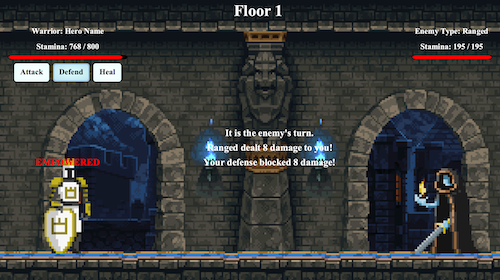 Floor 1
Warrior: Hero Name
Stamina: 768 / 800
Attack
Defend
Heal
Enemy Type: Ranged
Stamina: 195 / 195
It is the enemy's turn.
Ranged dealt 8 damage to you!
Your defense blocked 8 damage!
EMPOWERED